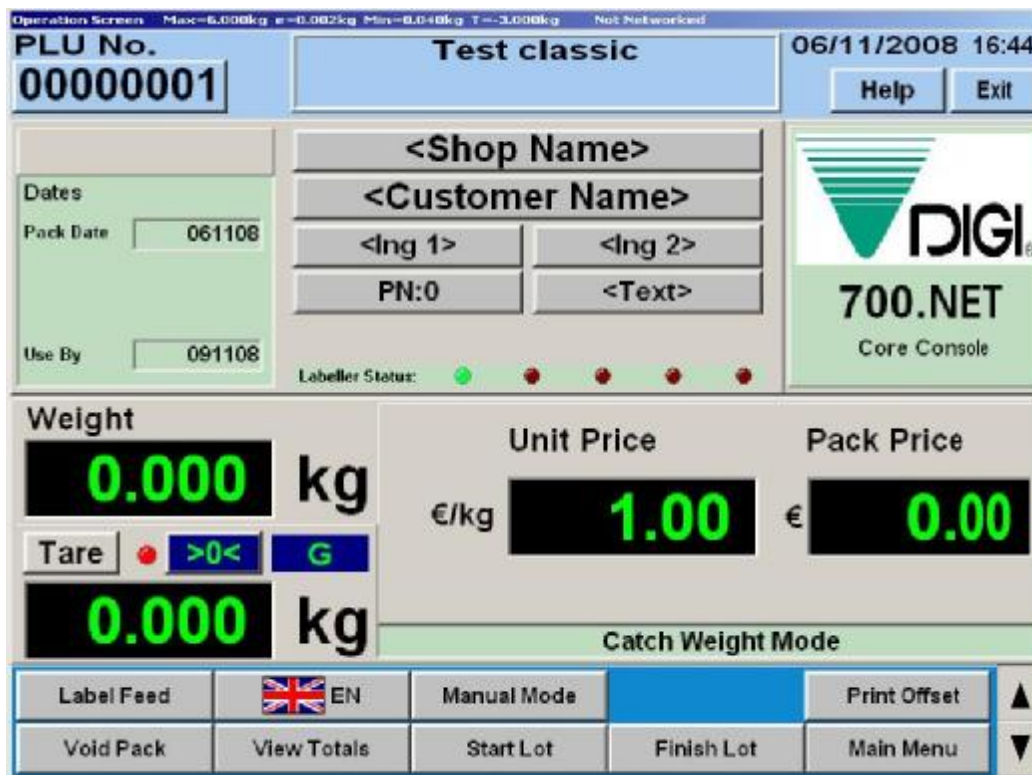 Operation Screen Max=6.000kg e=0.002kg Min=0.040kg T=-3.000kg Not Networked
PLU No.
00000001
Test classic
06/11/2008 16:44
Help Exit
<Shop Name>
<Customer Name>
<Ing 1> <Ing 2>
PN:0 <Text>
Labeller Status:
Dates
Pack Date 061108
Use By 091108
DIGI
700.NET
Core Console
Weight
0.000 kg
Tare >0< G
0.000 kg
Unit Price
€/kg 1.00
Pack Price
€ 0.00
Catch Weight Mode
Label Feed EN Manual Mode Print Offset
Void Pack View Totals Start Lot Finish Lot Main Menu